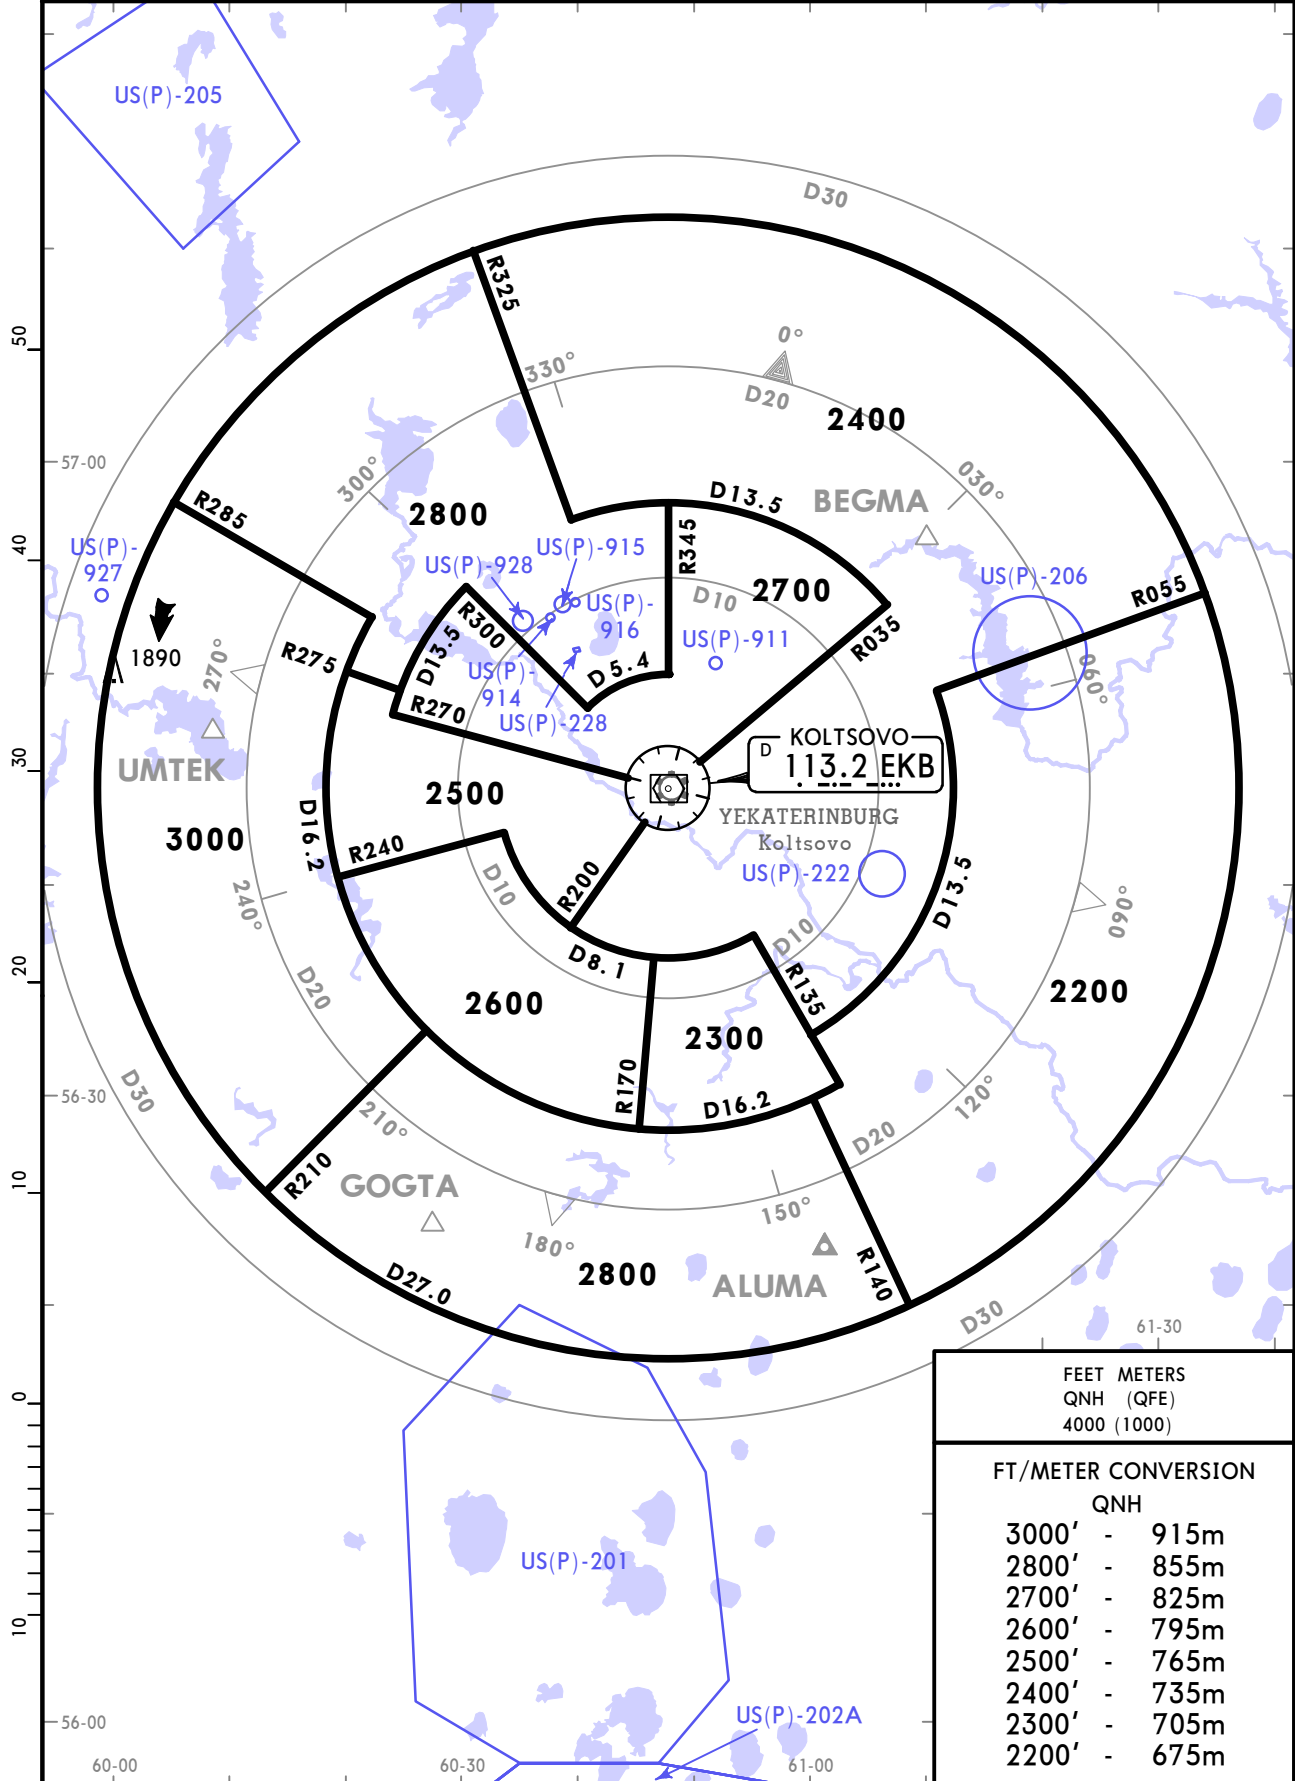 US(P)-205
D30
R325
50
0°
330°
D20
2400
57-00
300°
030°
R285
D13.5
BEGMA
2800
US(P)-
927
US(P)-915
R345
40
US(P)-928
2700
US(P)-206
D10
R055
R300
US(P)-
916
R035
US(P)-911
1890
270°
R275
D13.5
D5.4
060°
US(P)-
914
R270
US(P)-228
KOLTSOVO
D
113.2 EKB
UMTEK
30
2500
YEKATERINBURG
Koltsovo
3000
D16.2
R240
US(P)-222
D10
R200
D13.5
240°
090°
D10
D8.1
20
D20
R135
2200
2600
2300
D30
56-30
R170
D16.2
120°
210°
D20
10
R210
GOGTA
150°
180°
2800
D27.0
R140
ALUMA
D30
61-30
0
FEET METERS
QNH (QFE)
4000 (1000)
FT/METER CONVERSION
QNH
3000' - 915m
2800' - 855m
2700' - 825m
2600' - 795m
2500' - 765m
2400' - 735m
2300' - 705m
2200' - 675m
US(P)-201
10
US(P)-202A
56-00
60-00
60-30
61-00